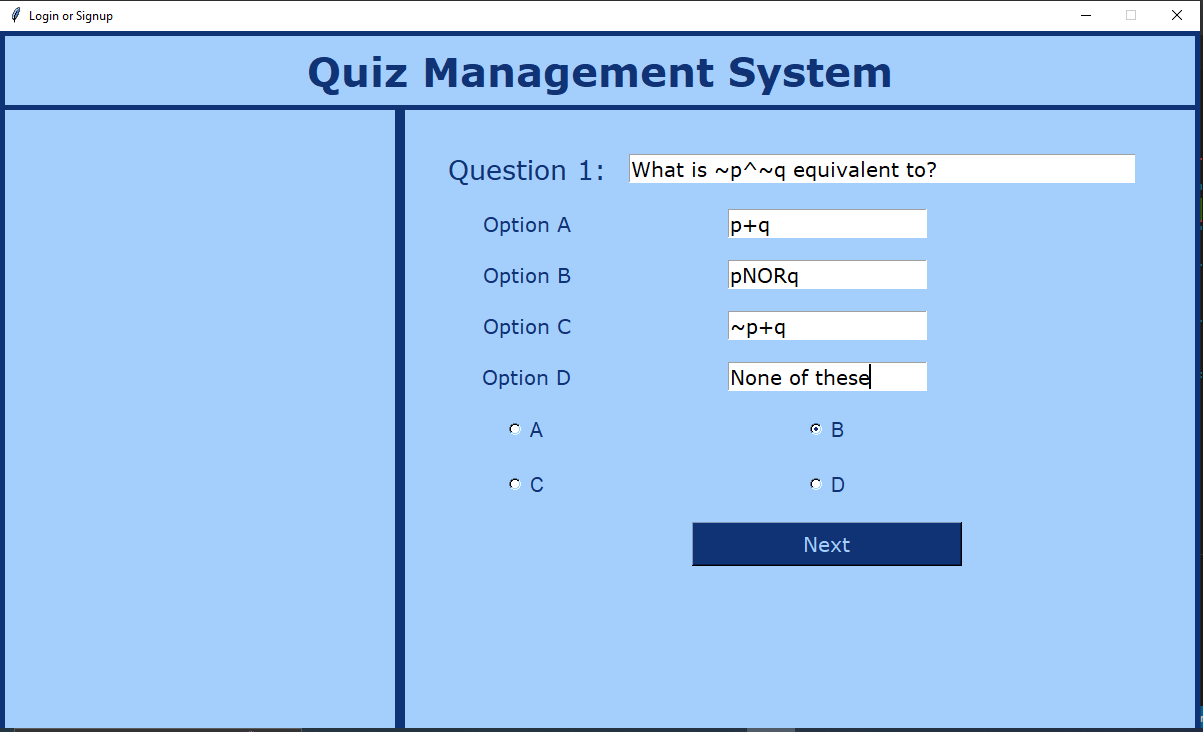 Login or Signup
Quiz Management System
Question 1: What is ~p^~q equivalent to?
Option A p+q
Option B pNORq
Option C ~p+q
Option D None of these
A B
C D
Next